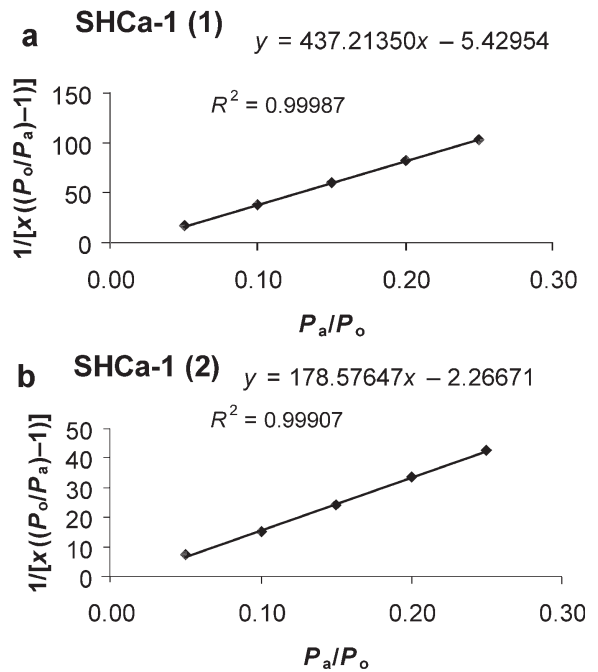 a SHCa-1 (1)
y = 437.21350x – 5.42954
R² = 0.99987
1/[x((Pₒ/Pₐ)–1)]
150
100
50
0
0.00 0.10 0.20 0.30
Pₐ/Pₒ
b SHCa-1 (2)
y = 178.57647x – 2.26671
R² = 0.99907
1/[x((Pₒ/Pₐ)–1)]
50
40
30
20
10
0
0.00 0.10 0.20 0.30
Pₐ/Pₒ